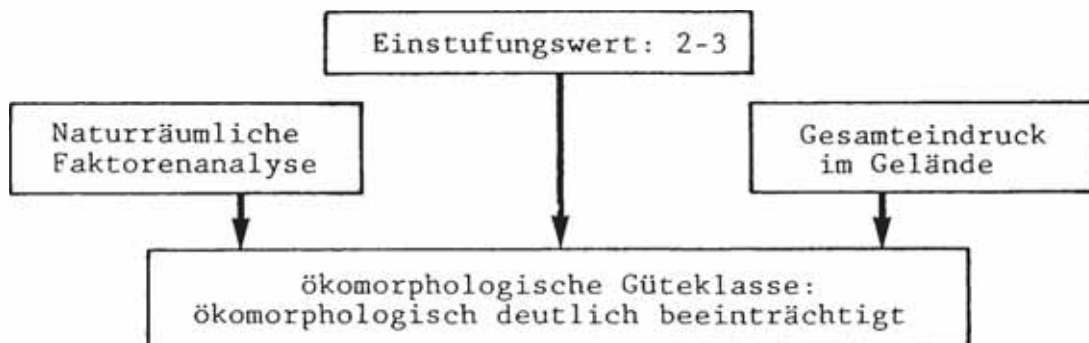 Einstufungswert: 2-3
Naturräumliche
Faktorenanalyse
Gesamteindruck
im Gelände
ökomorphologische Güteklasse:
ökomorphologisch deutlich beeinträchtigt